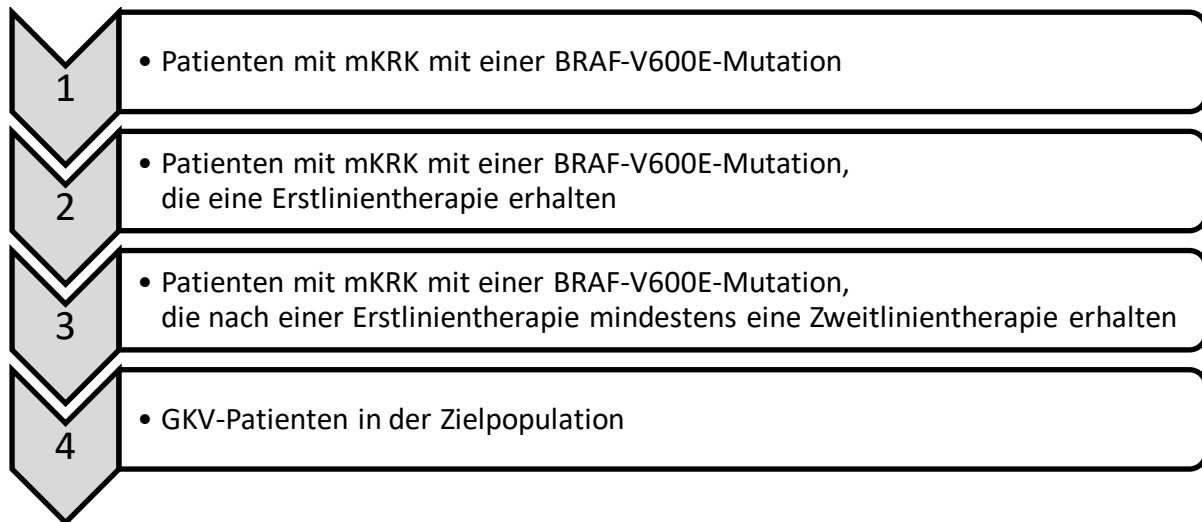 1
• Patienten mit mKRK mit einer BRAF-V600E-Mutation
2
• Patienten mit mKRK mit einer BRAF-V600E-Mutation,
die eine Erstlinientherapie erhalten
3
• Patienten mit mKRK mit einer BRAF-V600E-Mutation,
die nach einer Erstlinientherapie mindestens eine Zweitlinientherapie erhalten
4
• GKV-Patienten in der Zielpopulation